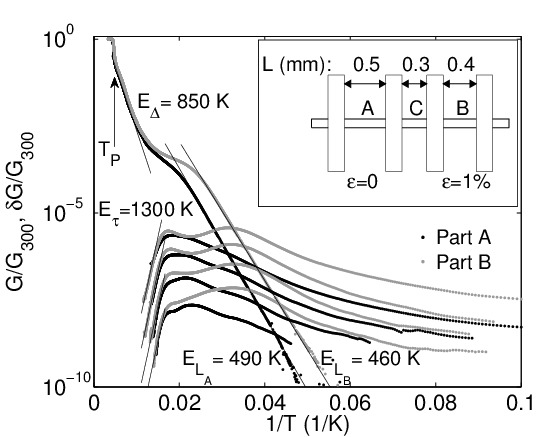 10^0
L (mm): 0.5 0.3 0.4
A C B
ε=0 ε=1%
E_Δ = 850 K
T_P
E_τ=1300 K
10^-5
G/G_300, δG/G_300
Part A
Part B
E_L_A = 490 K
E_L_B = 460 K
10^-10
0 0.02 0.04 0.06 0.08 0.1
1/T (1/K)